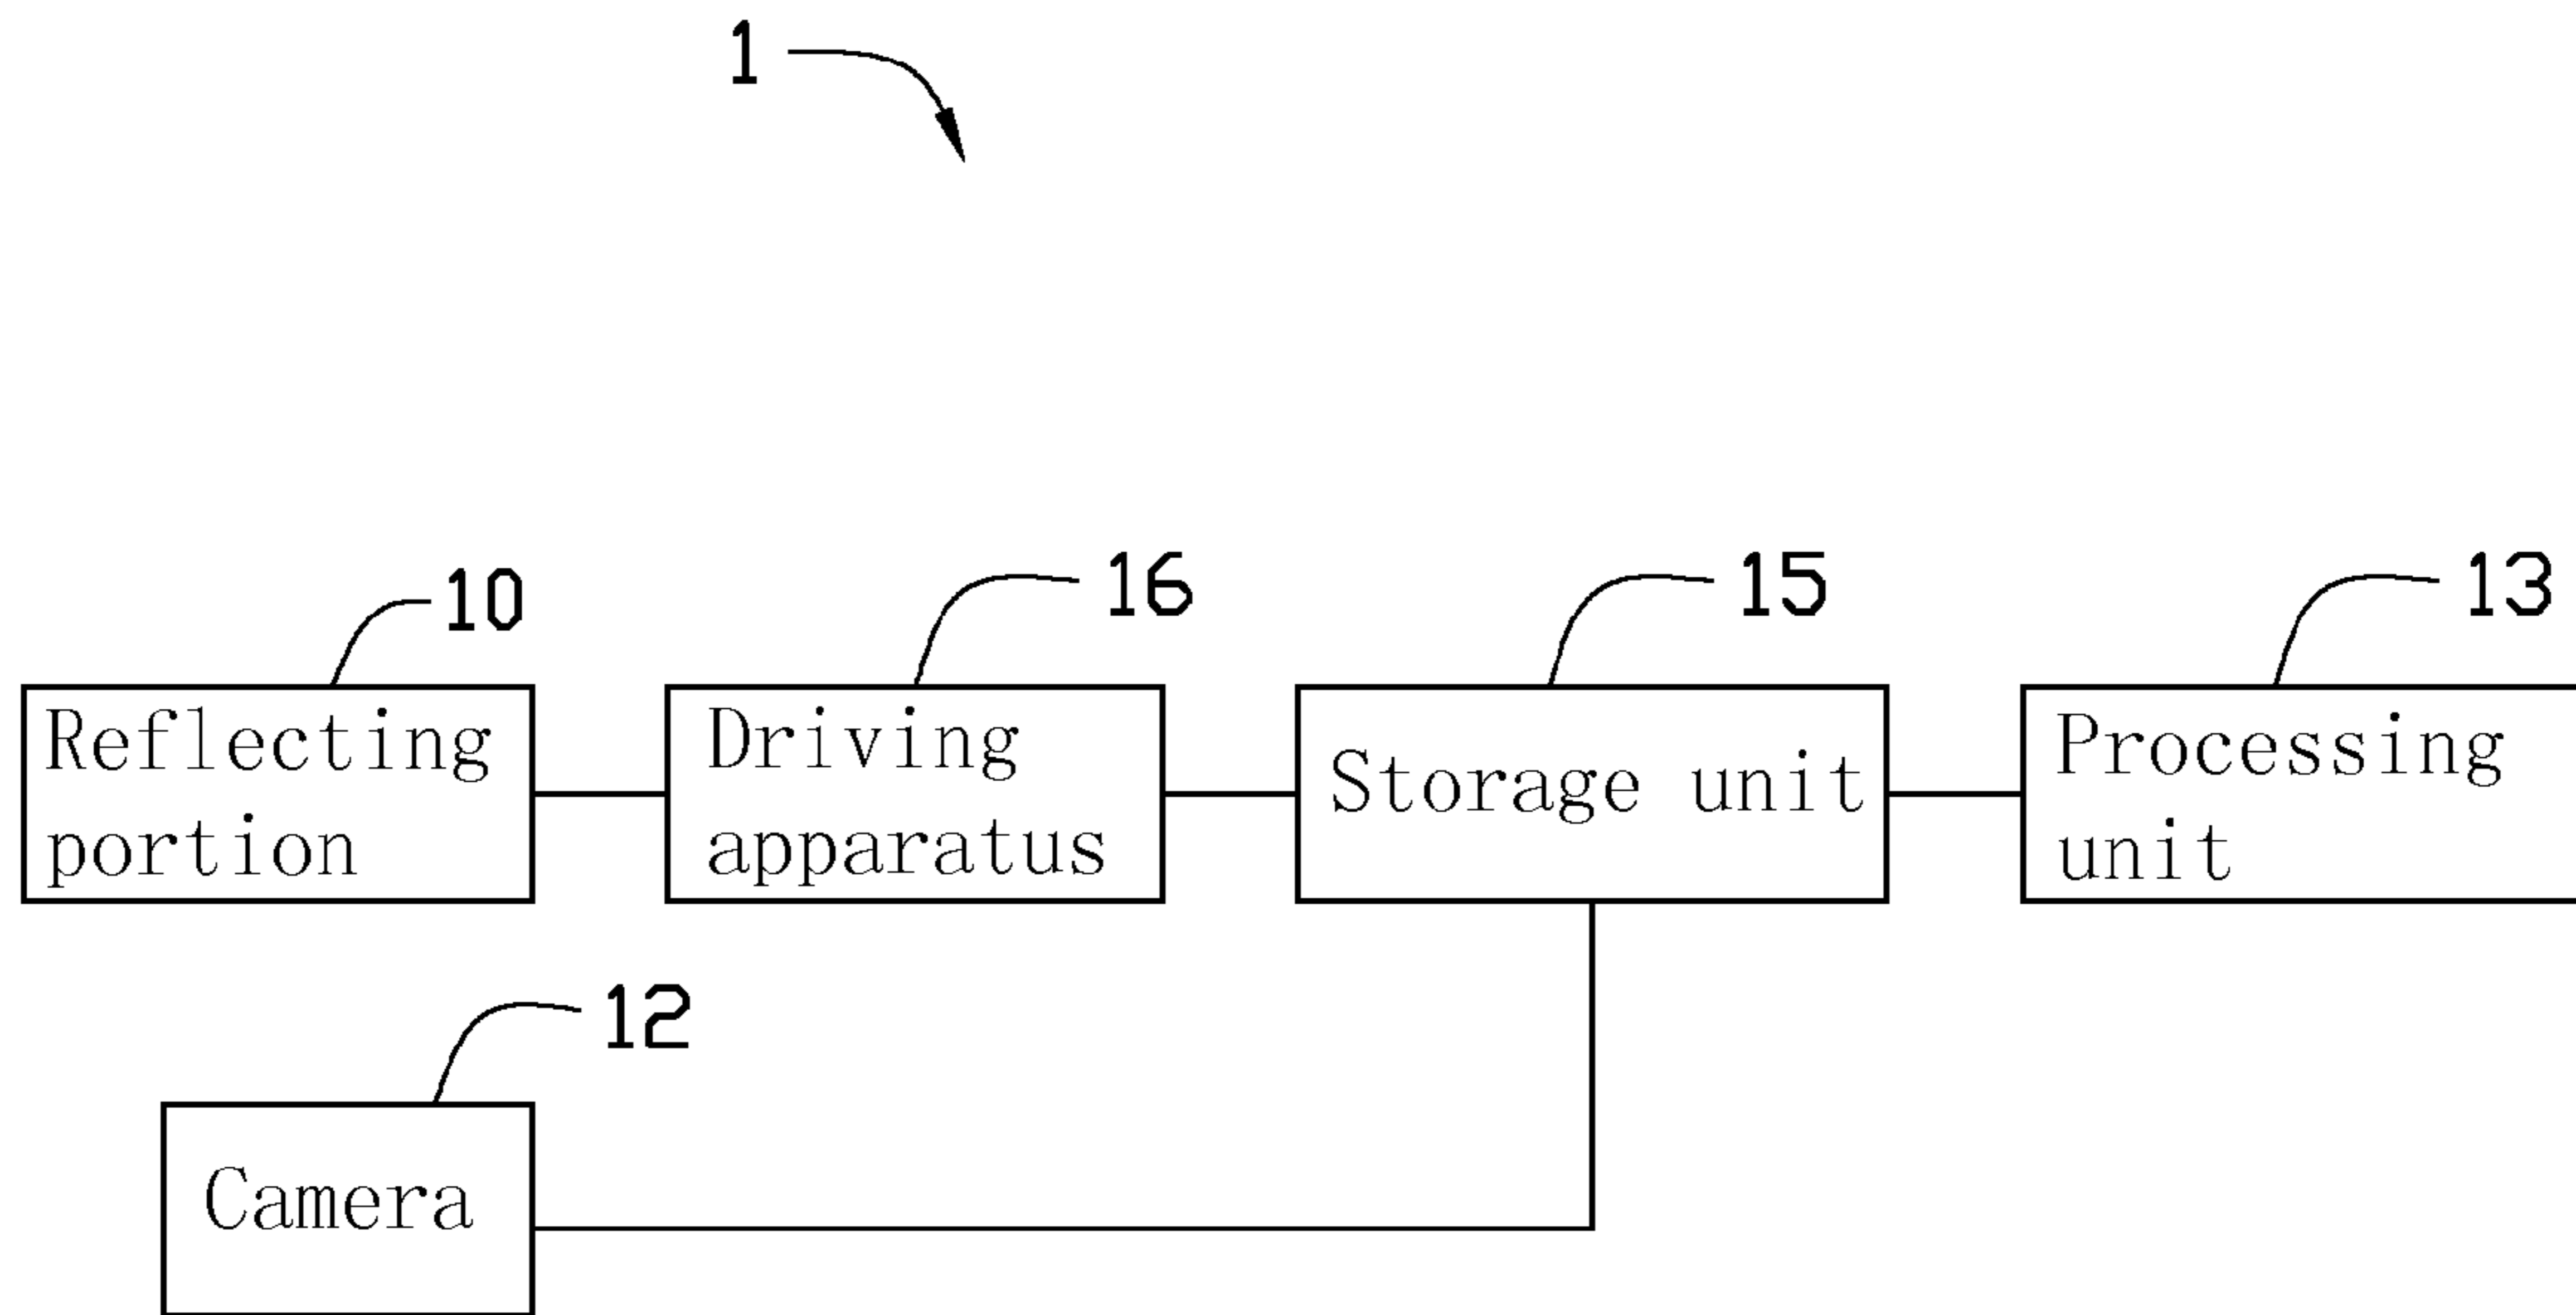 1
10
16
15
13
Reflecting
portion
Driving
apparatus
Storage unit
Processing
unit
12
Camera